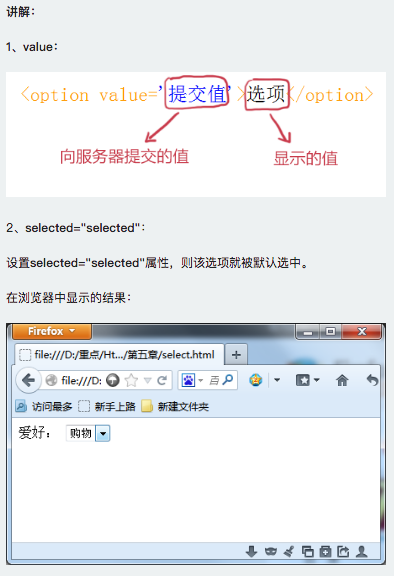 讲解：
1、value：
<option value='提交值'>选项</option>
向服务器提交的值
显示的值
2、selected="selected"：
设置selected="selected"属性，则该选项就被默认选中。
在浏览器中显示的结果：
Firefox
file:///D:/重点/Ht.../第五章/select.html
file:///D:
百
访问最多 新手上路 新建文件夹
爱好： 购物